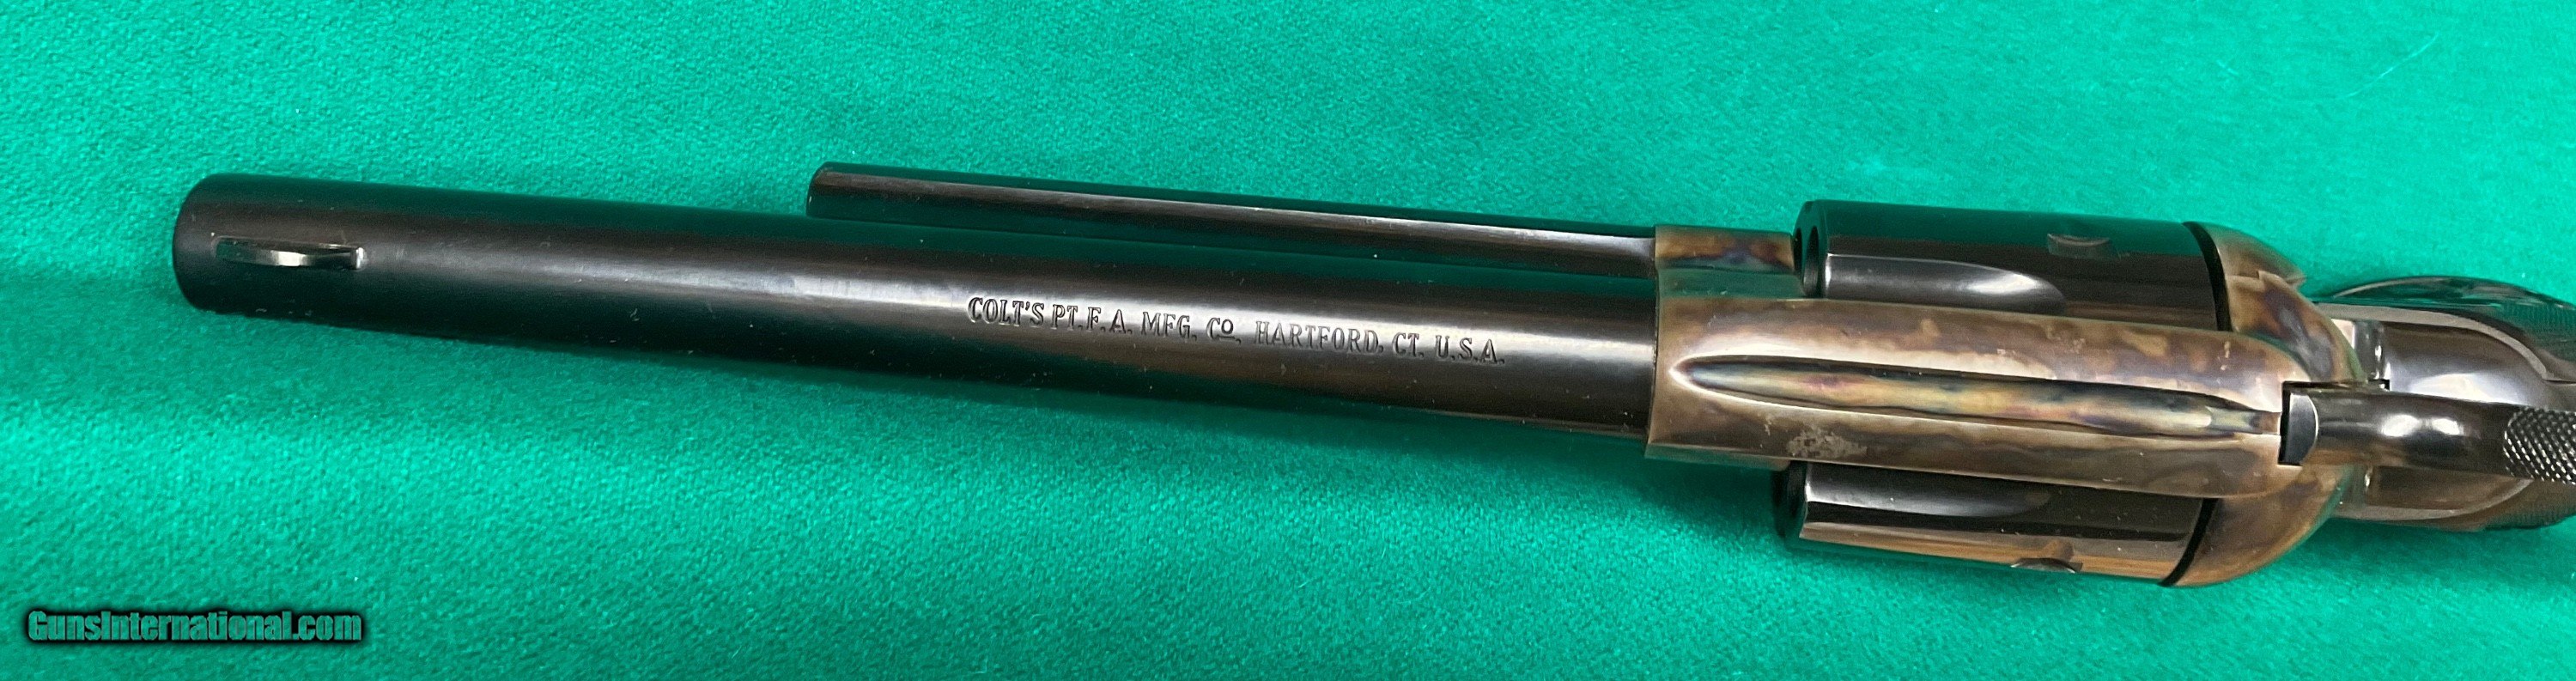 COLT'S PT. F. A. MFG. Co. HARTFORD, CT. U.S.A.
GunsInternational.com